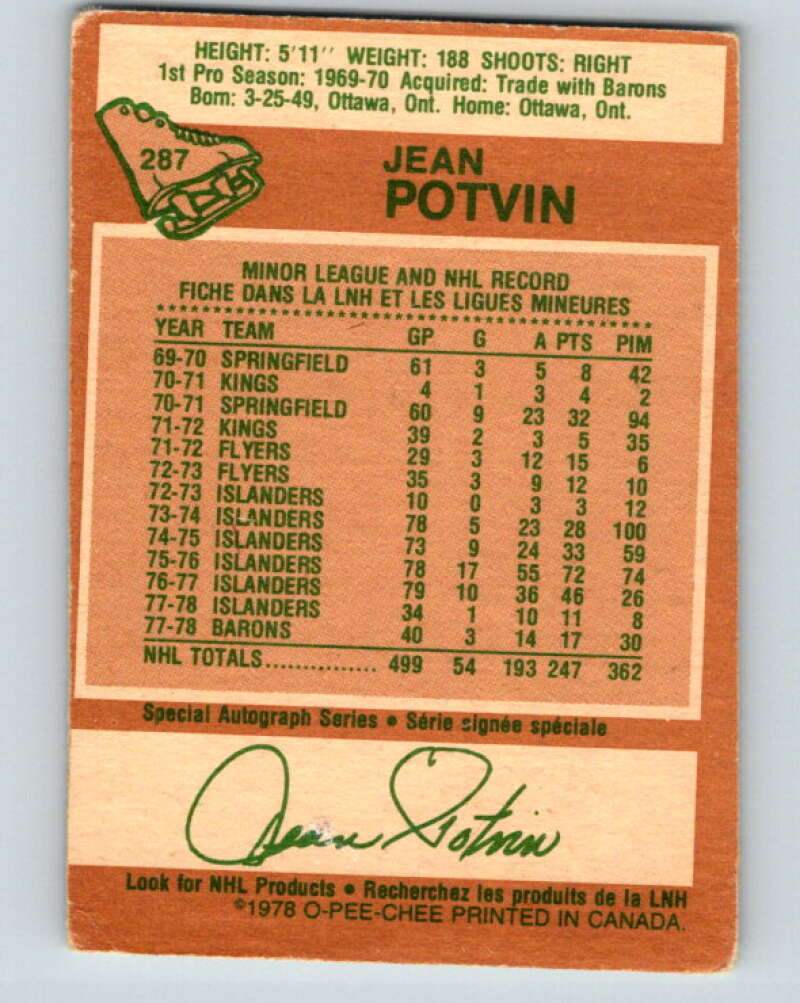 HEIGHT: 5'11'' WEIGHT: 188 SHOOTS: RIGHT
1st Pro Season: 1969-70 Acquired: Trade with Barons
Born: 3-25-49, Ottawa, Ont. Home: Ottawa, Ont.
287
JEAN
POTVIN
MINOR LEAGUE AND NHL RECORD
FICHE DANS LA LNH ET LES LIGUES MINEURES
YEAR TEAM GP G A PTS PIM
69-70 SPRINGFIELD 61 3 5 8 42
70-71 KINGS 4 1 3 4 2
70-71 SPRINGFIELD 60 9 23 32 94
71-72 KINGS 39 2 3 5 35
71-72 FLYERS 29 3 12 15 6
72-73 FLYERS 35 3 9 12 10
72-73 ISLANDERS 10 0 3 3 12
73-74 ISLANDERS 78 5 23 28 100
74-75 ISLANDERS 73 9 24 33 59
75-76 ISLANDERS 78 17 55 72 74
76-77 ISLANDERS 79 10 36 46 26
77-78 ISLANDERS 34 1 10 11 8
77-78 BARONS 40 3 14 17 30
NHL TOTALS............... 499 54 193 247 362
Special Autograph Series • Série signée spéciale
Jean Potvin
Look for NHL Products • Recherchez les produits de la LNH
©1978 O-PEE-CHEE PRINTED IN CANADA.